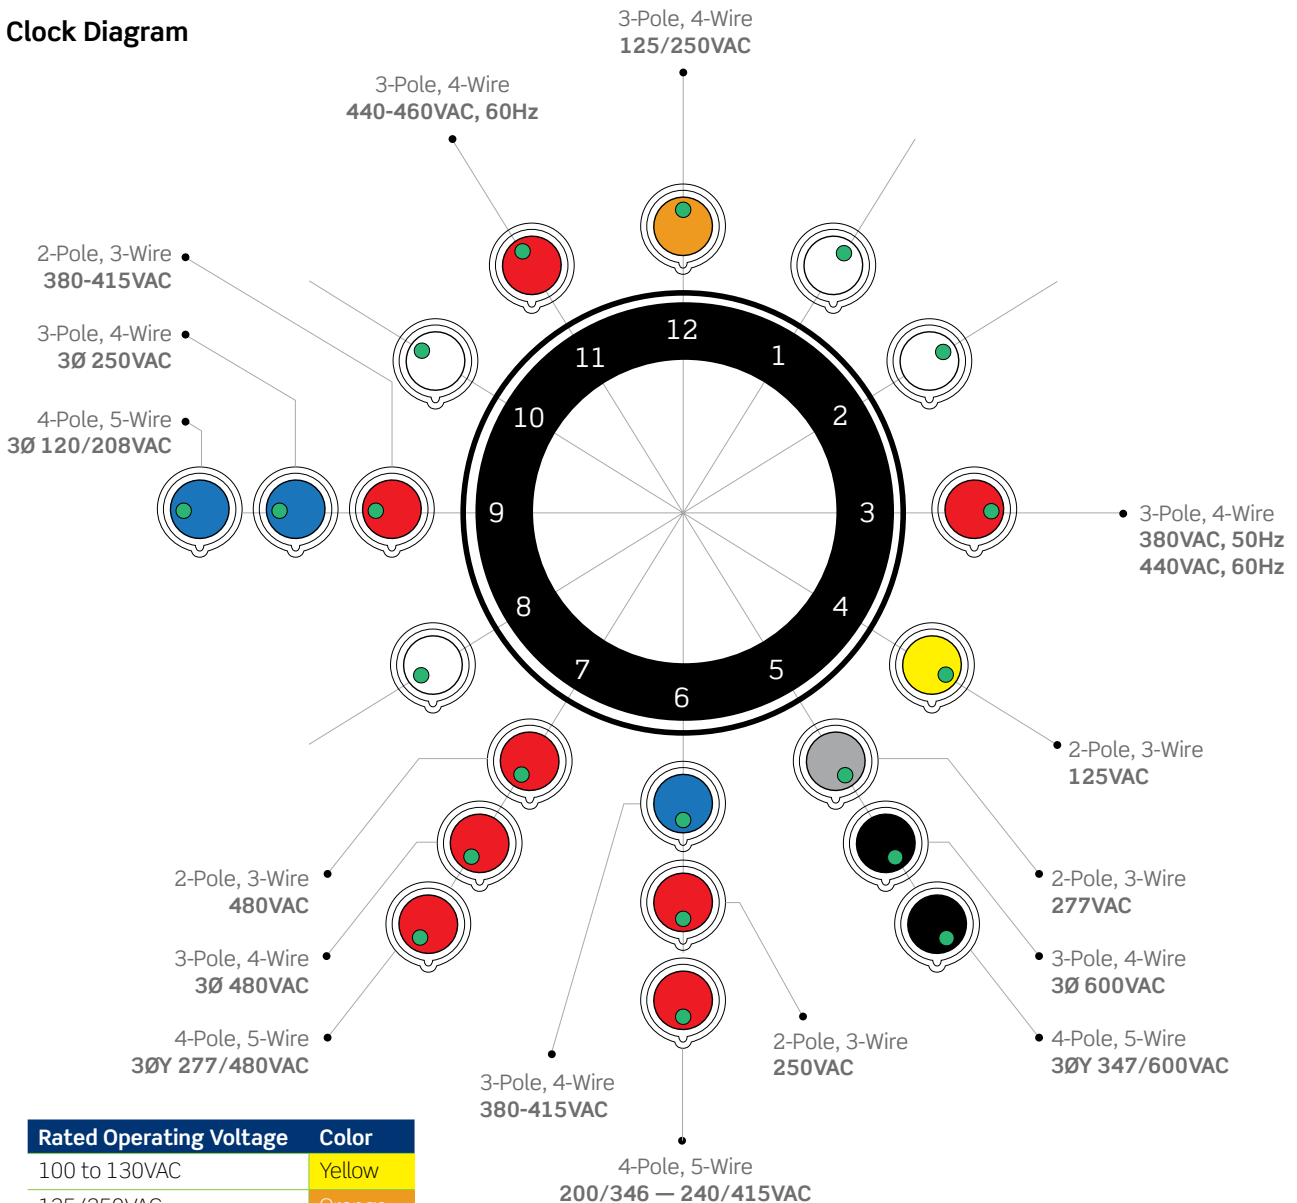 Clock Diagram
3-Pole, 4-Wire
125/250VAC
3-Pole, 4-Wire
440-460VAC, 60Hz
2-Pole, 3-Wire
380-415VAC
3-Pole, 4-Wire
3Ø 250VAC
4-Pole, 5-Wire
3Ø 120/208VAC
12
1
2
3
4
5
6
7
8
9
10
11
3-Pole, 4-Wire
380VAC, 50Hz
440VAC, 60Hz
2-Pole, 3-Wire
125VAC
2-Pole, 3-Wire
277VAC
3-Pole, 4-Wire
3Ø 600VAC
4-Pole, 5-Wire
3ØY 347/600VAC
2-Pole, 3-Wire
250VAC
4-Pole, 5-Wire
200/346 — 240/415VAC
3-Pole, 4-Wire
380-415VAC
2-Pole, 3-Wire
480VAC
3-Pole, 4-Wire
3Ø 480VAC
4-Pole, 5-Wire
3ØY 277/480VAC
Rated Operating Voltage Color
100 to 130VAC Yellow
125/250VAC Orange